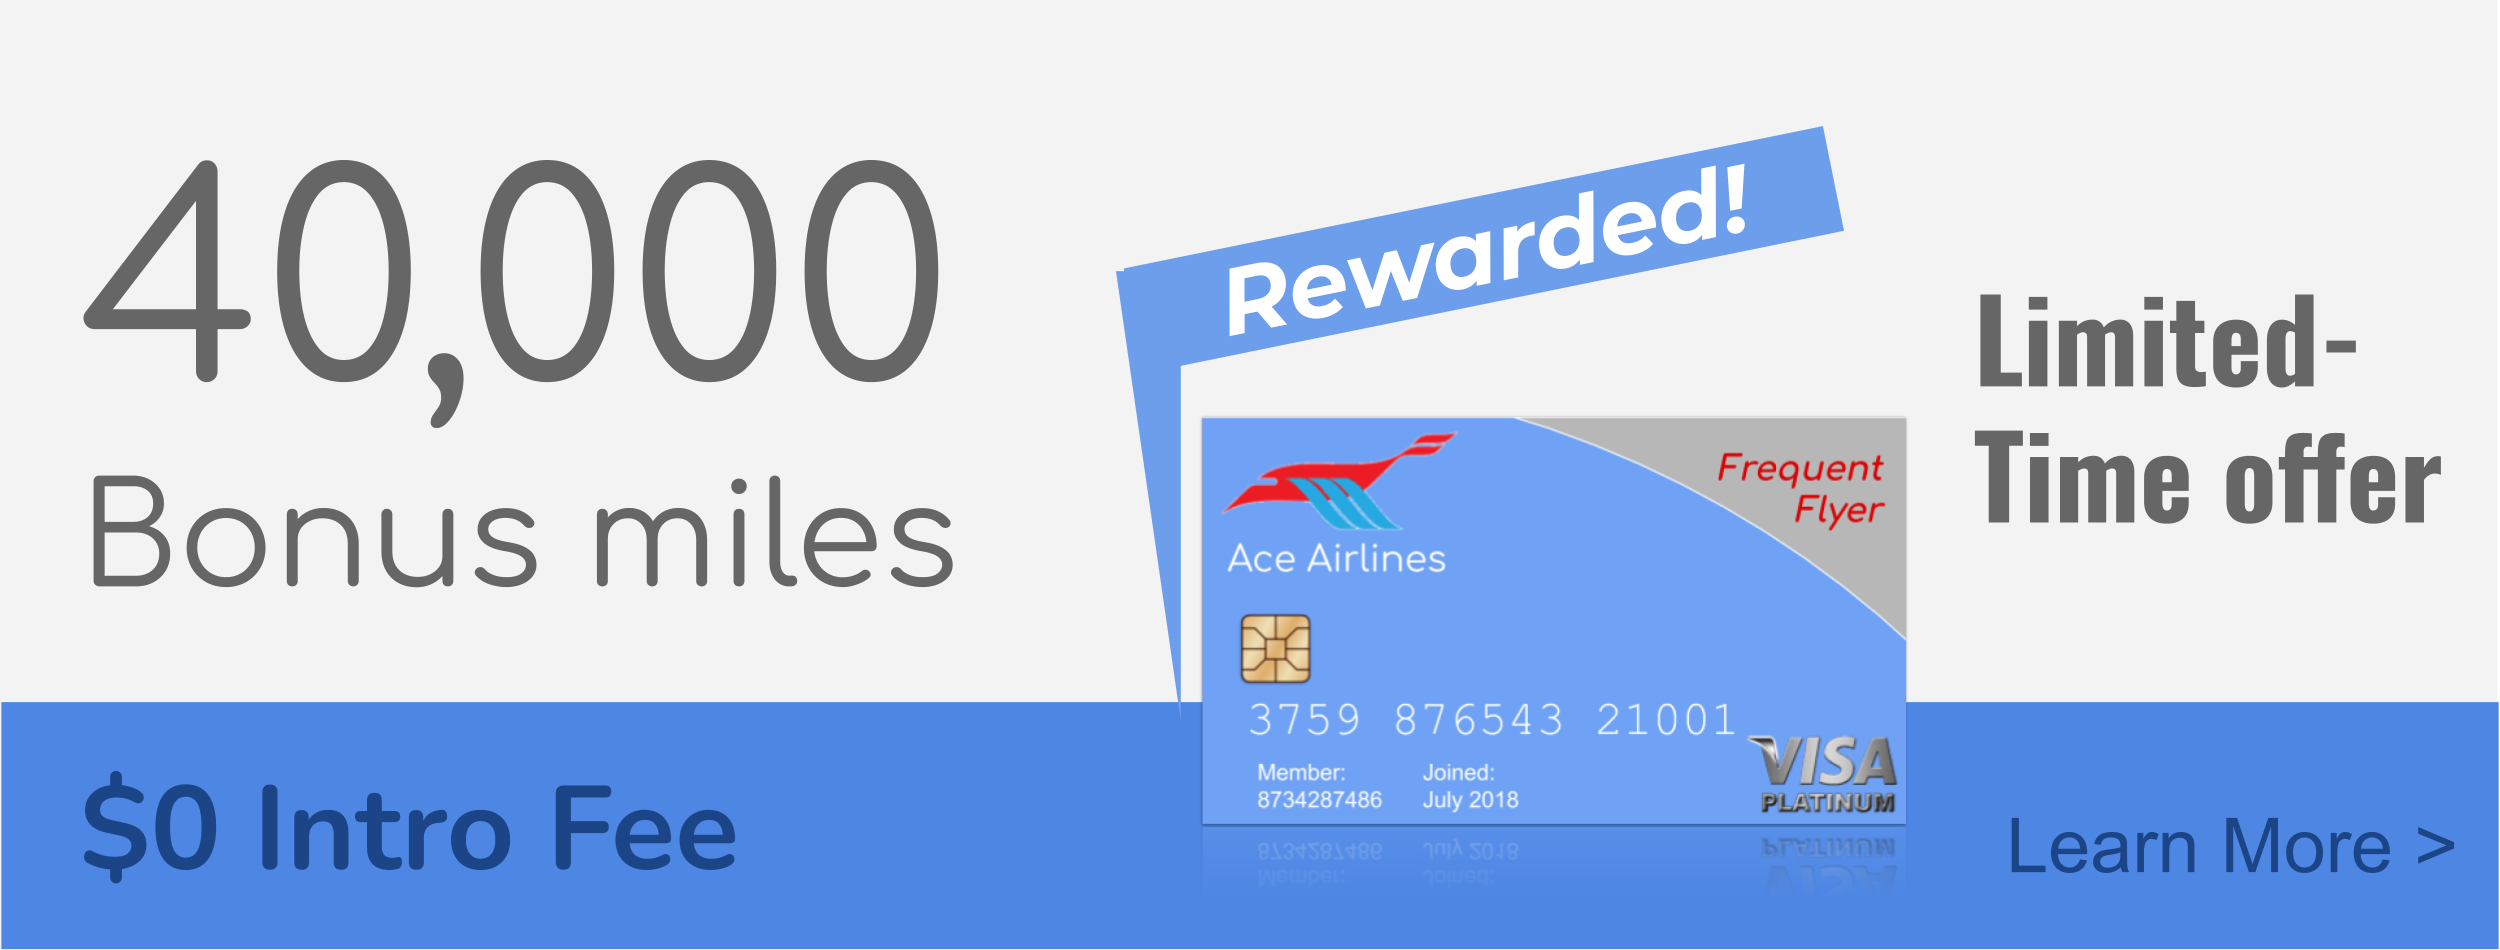 40,000
Bonus miles
$0 Intro Fee
Rewarded!
Ace Airlines
Frequent
Flyer
3759 876543 21001
Member:
8734287486
Joined:
July 2018
VISA
PLATINUM
Limited-
Time offer
Learn More >